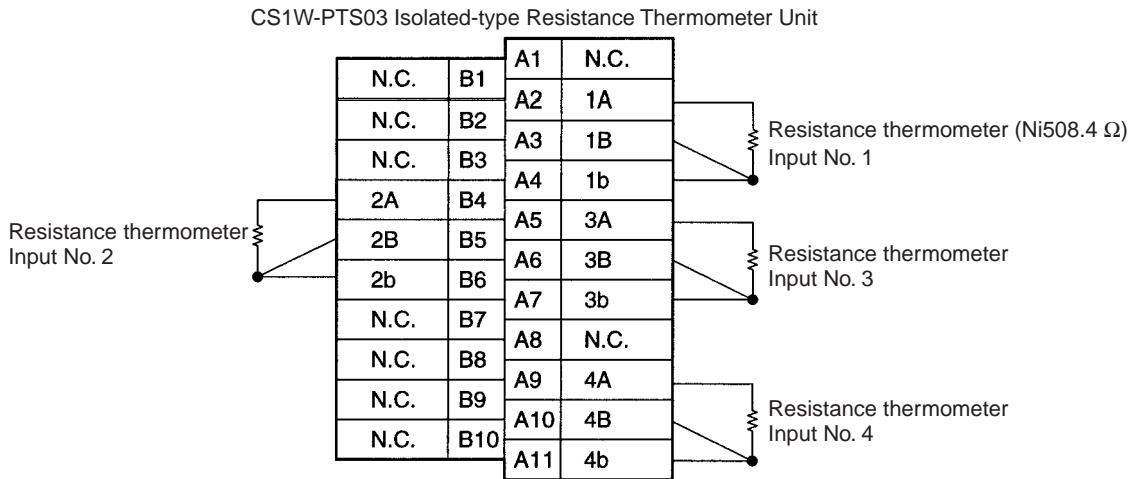 CS1W-PTS03 Isolated-type Resistance Thermometer Unit
A1 N.C.
N.C. B1
A2 1A
N.C. B2
A3 1B
N.C. B3
A4 1b
2A B4
A5 3A
2B B5
A6 3B
2b B6
A7 3b
N.C. B7
A8 N.C.
N.C. B8
A9 4A
N.C. B9
A10 4B
N.C. B10
A11 4b
Resistance thermometer (Ni508.4 Ω)
Input No. 1
Resistance thermometer
Input No. 2
Resistance thermometer
Input No. 3
Resistance thermometer
Input No. 4